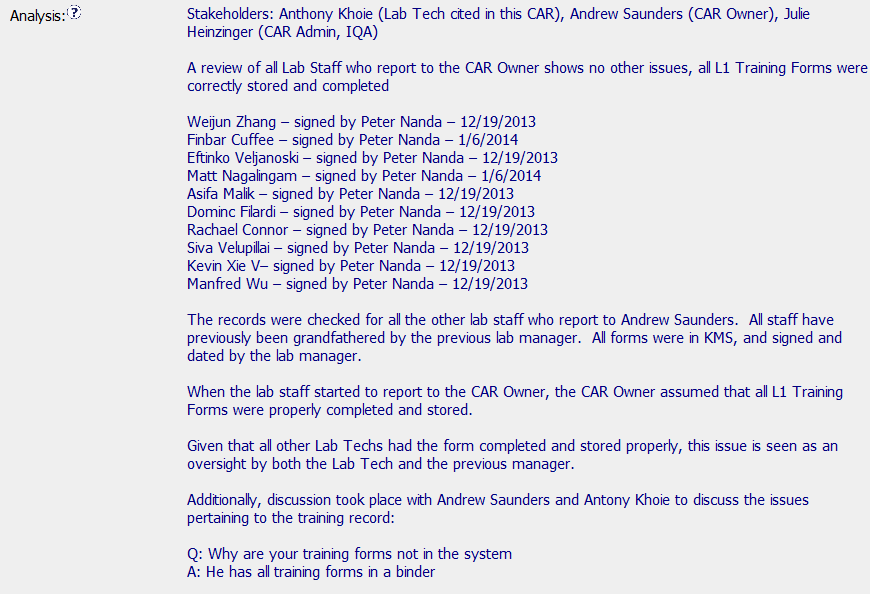 Analysis:?
Stakeholders: Anthony Khoie (Lab Tech cited in this CAR), Andrew Saunders (CAR Owner), Julie
Heinzinger (CAR Admin, IQA)
A review of all Lab Staff who report to the CAR Owner shows no other issues, all L1 Training Forms were
correctly stored and completed
Weijun Zhang – signed by Peter Nanda – 12/19/2013
Finbar Cuffee – signed by Peter Nanda – 1/6/2014
Eftinko Veljanoski – signed by Peter Nanda – 12/19/2013
Matt Nagalingam – signed by Peter Nanda – 1/6/2014
Asifa Malik – signed by Peter Nanda – 12/19/2013
Dominc Filardi – signed by Peter Nanda – 12/19/2013
Rachael Connor – signed by Peter Nanda – 12/19/2013
Siva Velupillai – signed by Peter Nanda – 12/19/2013
Kevin Xie V– signed by Peter Nanda – 12/19/2013
Manfred Wu – signed by Peter Nanda – 12/19/2013
The records were checked for all the other lab staff who report to Andrew Saunders.  All staff have
previously been grandfathered by the previous lab manager.  All forms were in KMS, and signed and
dated by the lab manager.
When the lab staff started to report to the CAR Owner, the CAR Owner assumed that all L1 Training
Forms were properly completed and stored.
Given that all other Lab Techs had the form completed and stored properly, this issue is seen as an
oversight by both the Lab Tech and the previous manager.
Additionally, discussion took place with Andrew Saunders and Antony Khoie to discuss the issues
pertaining to the training record:
Q: Why are your training forms not in the system
A: He has all training forms in a binder